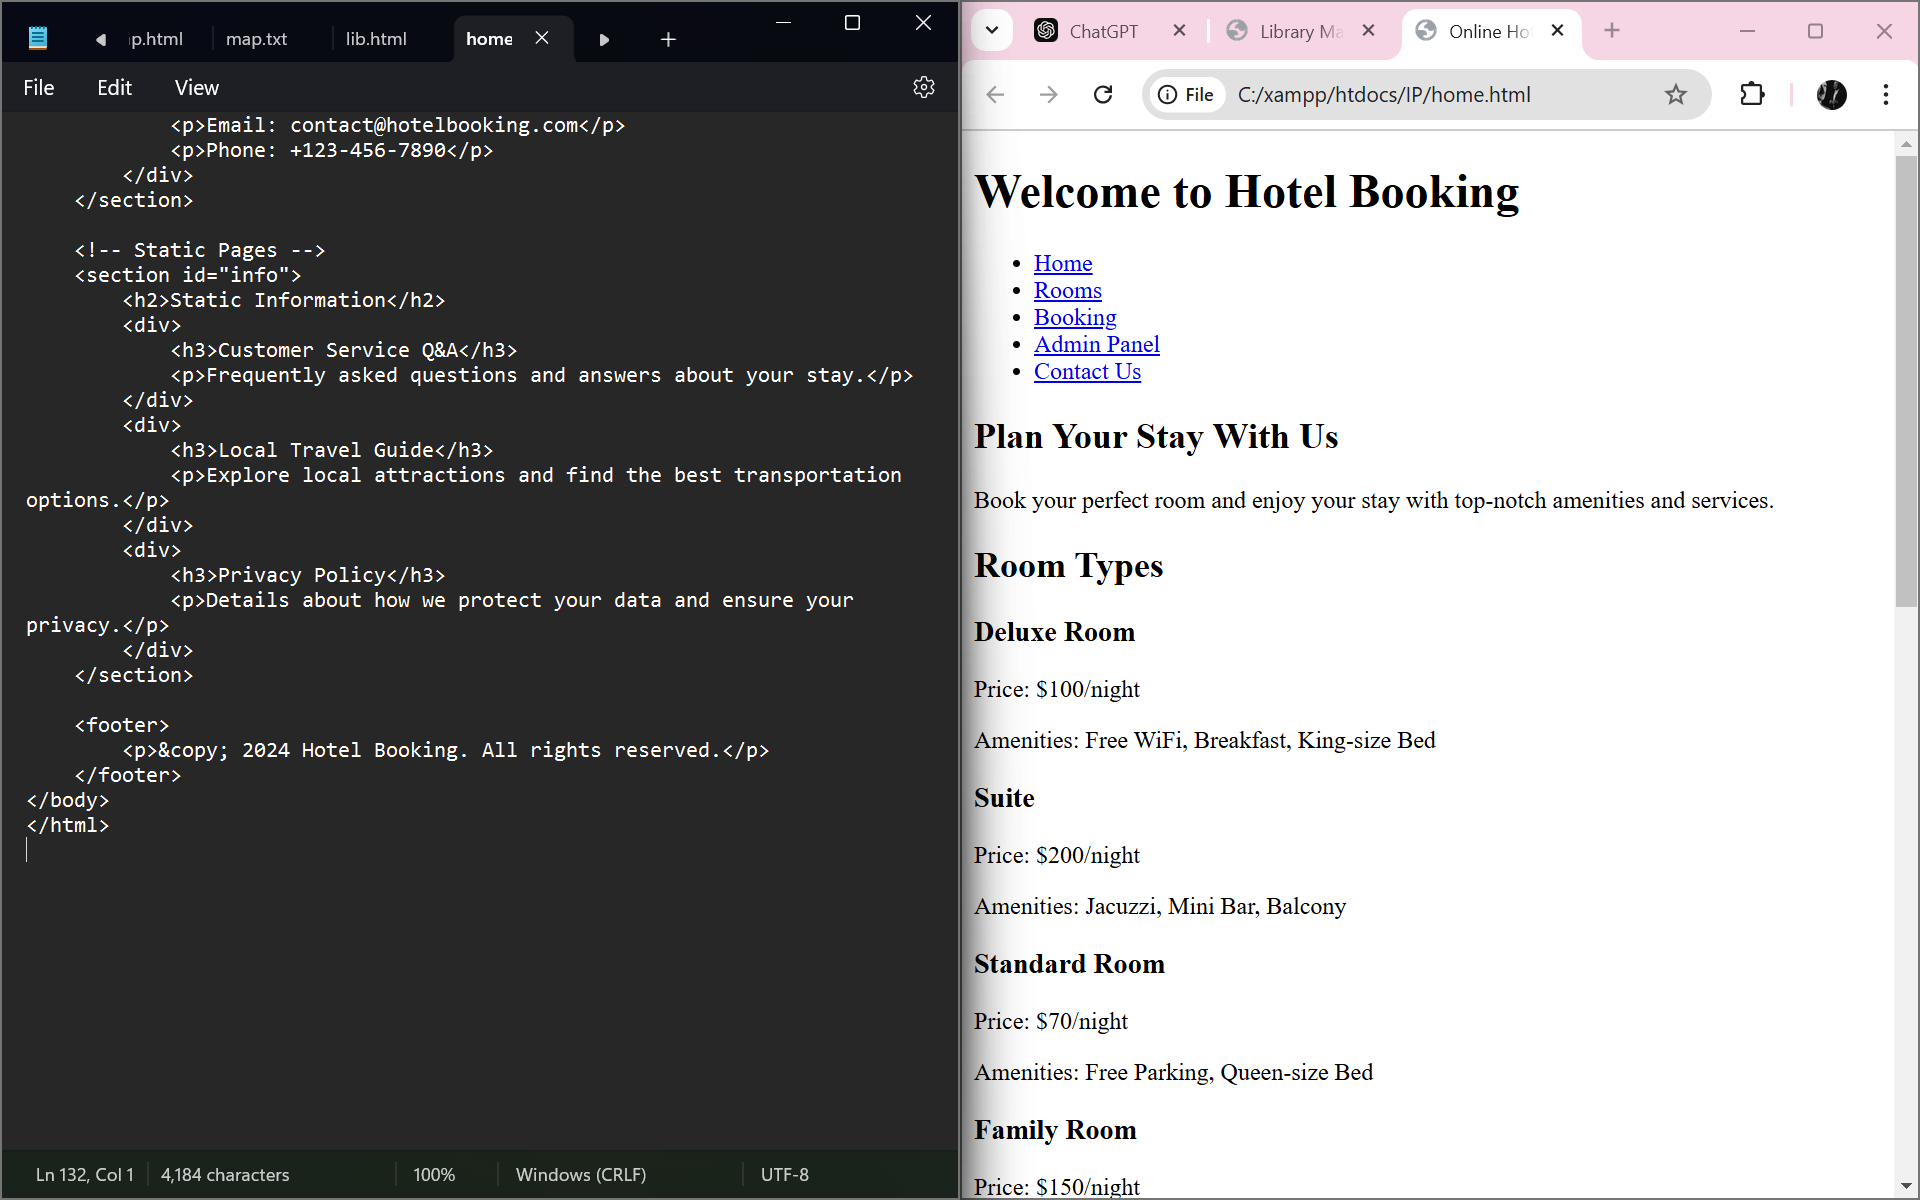 p.html
map.txt
lib.html
home
File
Edit
View
<p>Email: contact@hotelbooking.com</p>
<p>Phone: +123-456-7890</p>
</div>
</section>
<!-- Static Pages -->
<section id="info">
<h2>Static Information</h2>
<div>
<h3>Customer Service Q&A</h3>
<p>Frequently asked questions and answers about your stay.</p>
</div>
<div>
<h3>Local Travel Guide</h3>
<p>Explore local attractions and find the best transportation
options.</p>
</div>
<div>
<h3>Privacy Policy</h3>
<p>Details about how we protect your data and ensure your
privacy.</p>
</div>
</section>
<footer>
<p>&copy; 2024 Hotel Booking. All rights reserved.</p>
</footer>
</body>
</html>
Ln 132, Col 1
4,184 characters
100%
Windows (CRLF)
UTF-8
ChatGPT
Library Ma
Online Ho
File
C:/xampp/htdocs/IP/home.html
Welcome to Hotel Booking
Home
Rooms
Booking
Admin Panel
Contact Us
Plan Your Stay With Us
Book your perfect room and enjoy your stay with top-notch amenities and services.
Room Types
Deluxe Room
Price: $100/night
Amenities: Free WiFi, Breakfast, King-size Bed
Suite
Price: $200/night
Amenities: Jacuzzi, Mini Bar, Balcony
Standard Room
Price: $70/night
Amenities: Free Parking, Queen-size Bed
Family Room
Price: $150/night